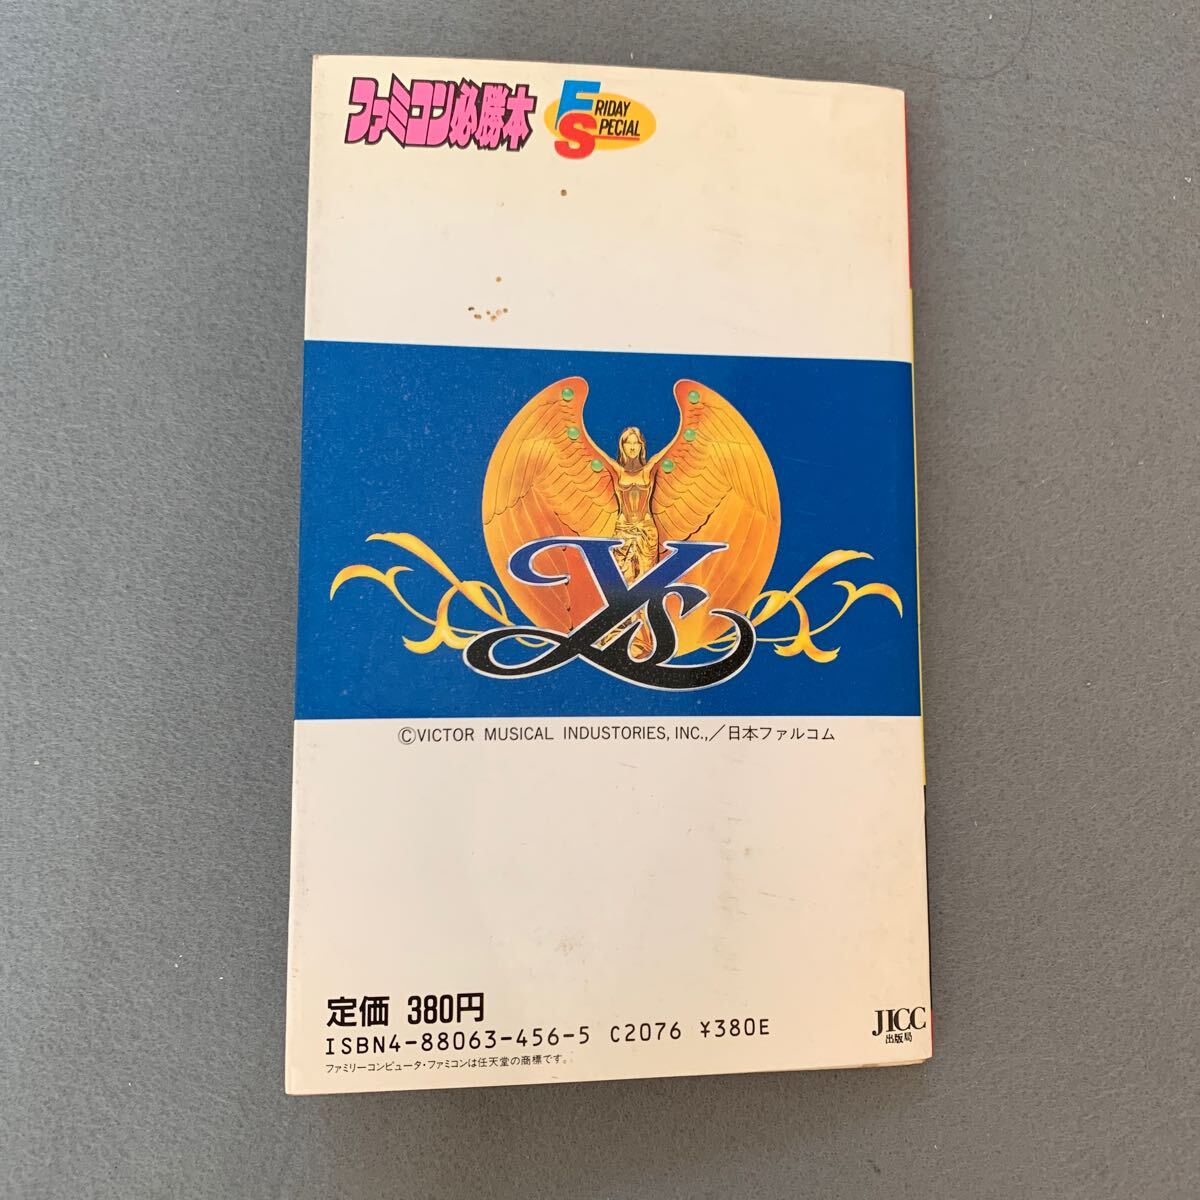 ファミコン必勝本
FRIDAY
SPECIAL
Ys
©VICTOR MUSICAL INDUSTORIES, INC.,／日本ファルコム
定価 380円
ISBN4-88063-456-5 C2076 ¥380E
ファミリーコンピュータ・ファミコンは任天堂の商標です。
JICC
出版局